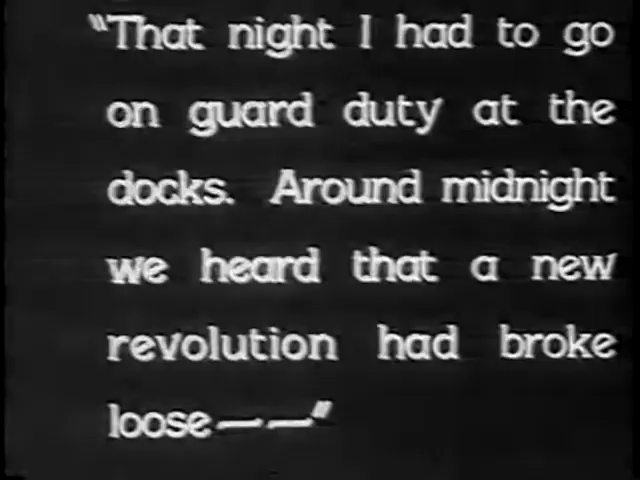 "That night I had to go
on guard duty at the
docks. Around midnight
we heard that a new
revolution had broke
loose——"